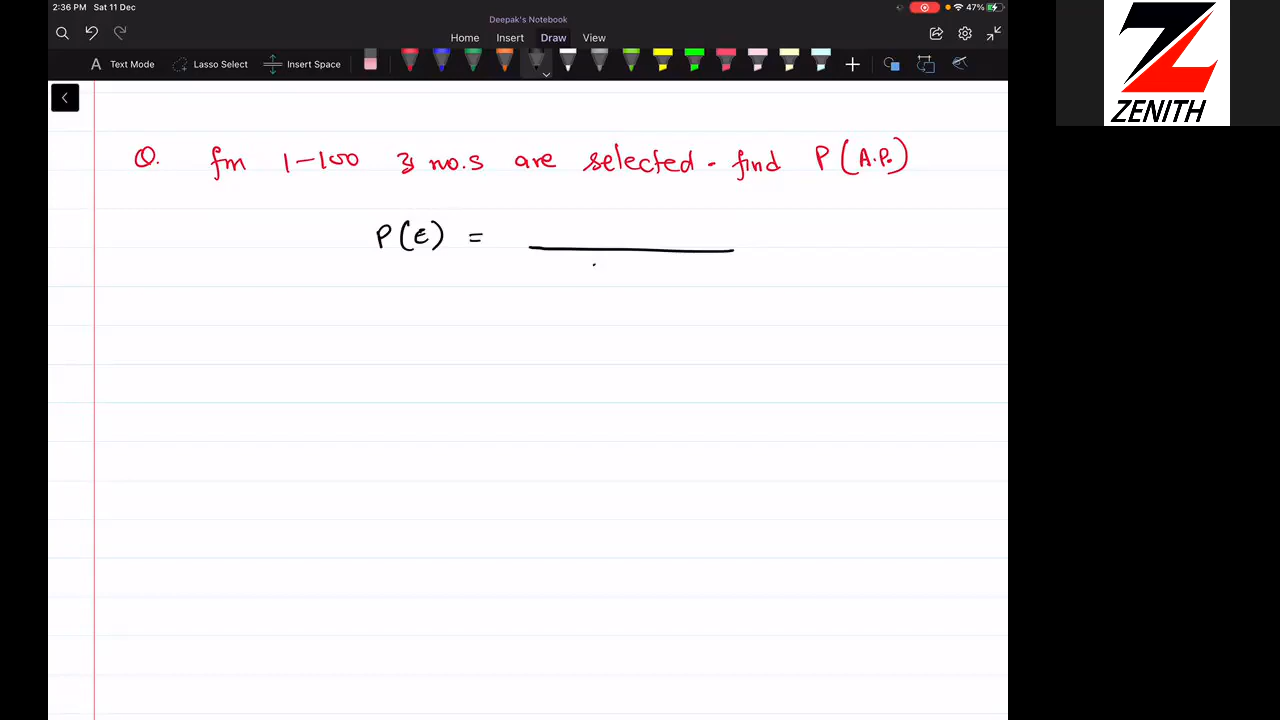 2:36 PM Sat 11 Dec
47%
Deepak's Notebook
Home Insert Draw View
A Text Mode Lasso Select Insert Space
ZENITH
Q. fm 1-100 3 no.s are selected. find P(A.P.)
P(E) =